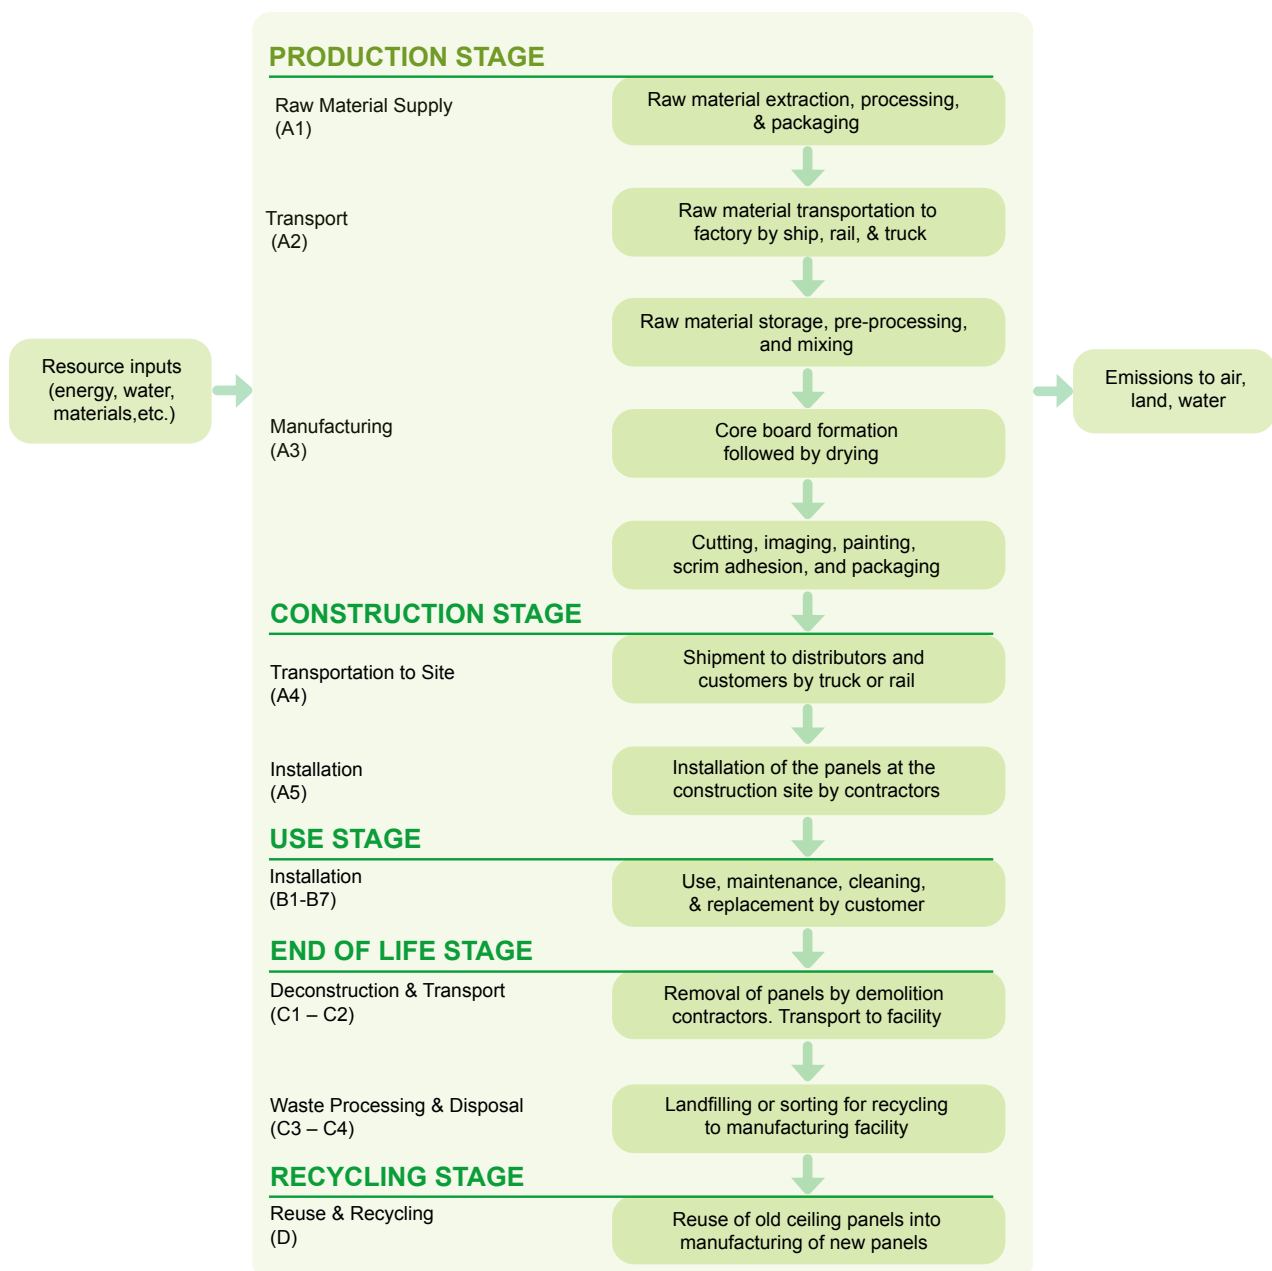 PRODUCTION STAGE
Raw Material Supply
(A1)
Raw material extraction, processing,
& packaging
Transport
(A2)
Raw material transportation to
factory by ship, rail, & truck
Raw material storage, pre-processing,
and mixing
Resource inputs
(energy, water,
materials,etc.)
Emissions to air,
land, water
Manufacturing
(A3)
Core board formation
followed by drying
Cutting, imaging, painting,
scrim adhesion, and packaging
CONSTRUCTION STAGE
Transportation to Site
(A4)
Shipment to distributors and
customers by truck or rail
Installation
(A5)
Installation of the panels at the
construction site by contractors
USE STAGE
Installation
(B1-B7)
Use, maintenance, cleaning,
& replacement by customer
END OF LIFE STAGE
Deconstruction & Transport
(C1 – C2)
Removal of panels by demolition
contractors. Transport to facility
Waste Processing & Disposal
(C3 – C4)
Landfilling or sorting for recycling
to manufacturing facility
RECYCLING STAGE
Reuse & Recycling
(D)
Reuse of old ceiling panels into
manufacturing of new panels